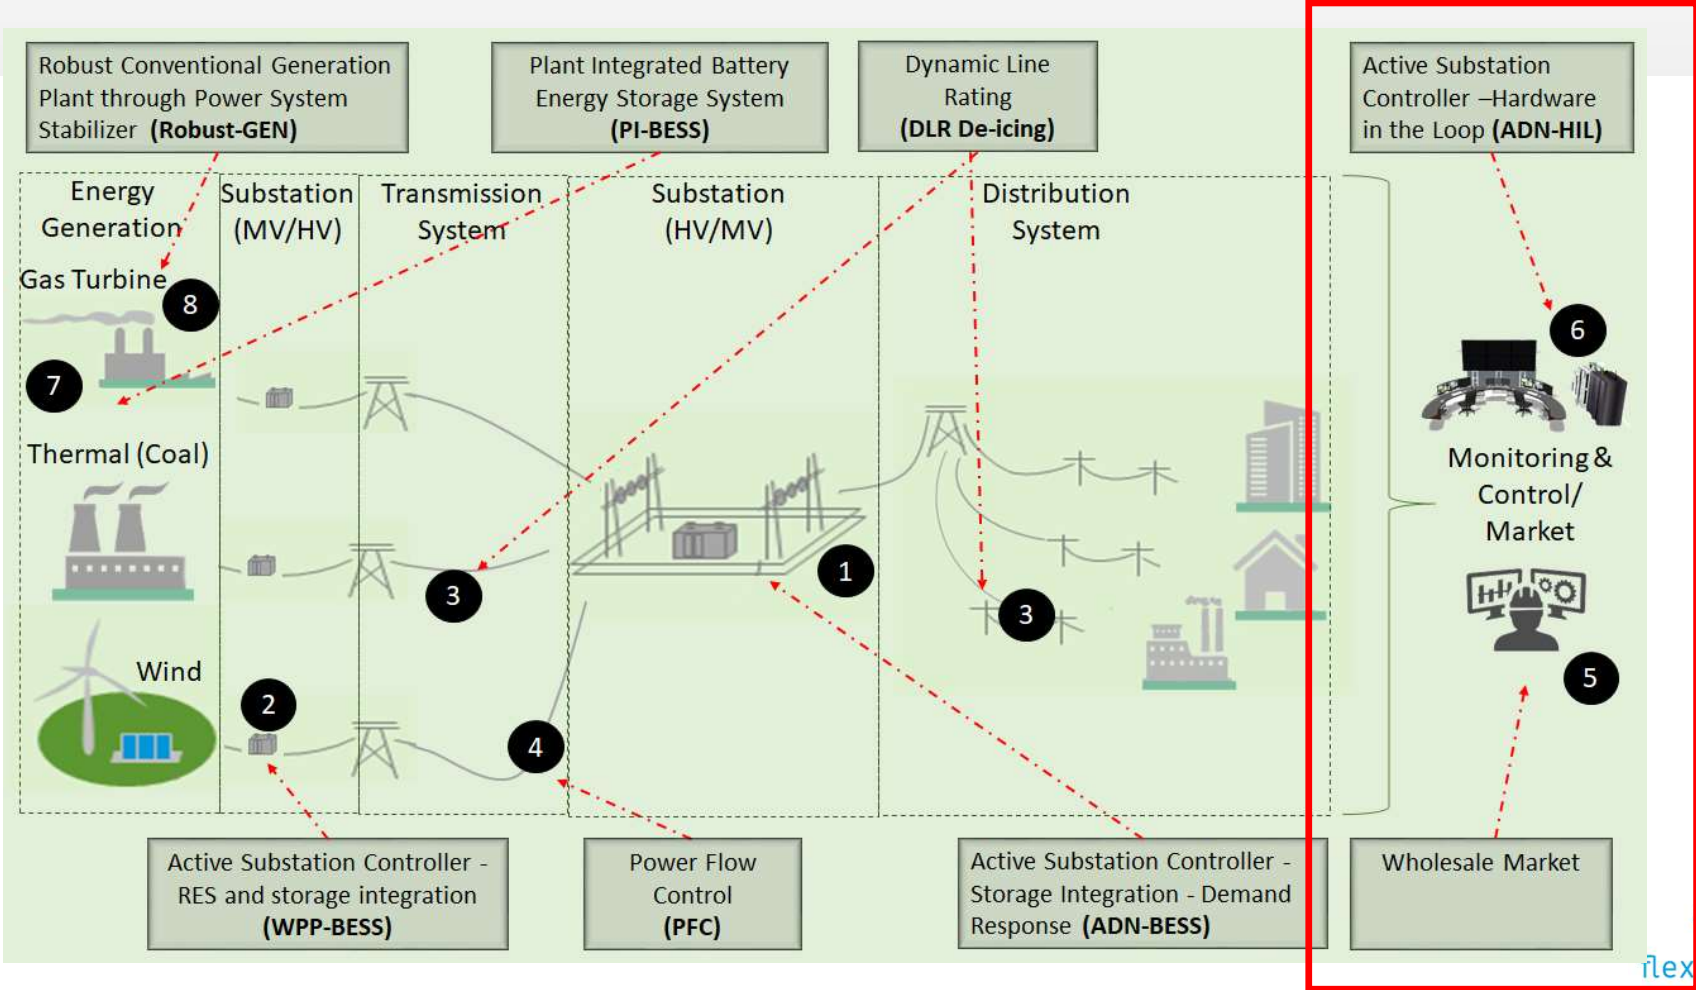 Robust Conventional Generation
Plant through Power System
Stabilizer (Robust-GEN)
Plant Integrated Battery
Energy Storage System
(PI-BESS)
Dynamic Line
Rating
(DLR De-icing)
Active Substation
Controller –Hardware
in the Loop (ADN-HIL)
Energy
Generation
Substation
(MV/HV)
Transmission
System
Substation
(HV/MV)
Distribution
System
Gas Turbine
8
7
6
Thermal (Coal)
Monitoring &
Control/
Market
3
1
3
Wind
2
4
5
Active Substation Controller -
RES and storage integration
(WPP-BESS)
Power Flow
Control
(PFC)
Active Substation Controller -
Storage Integration - Demand
Response (ADN-BESS)
Wholesale Market
flex